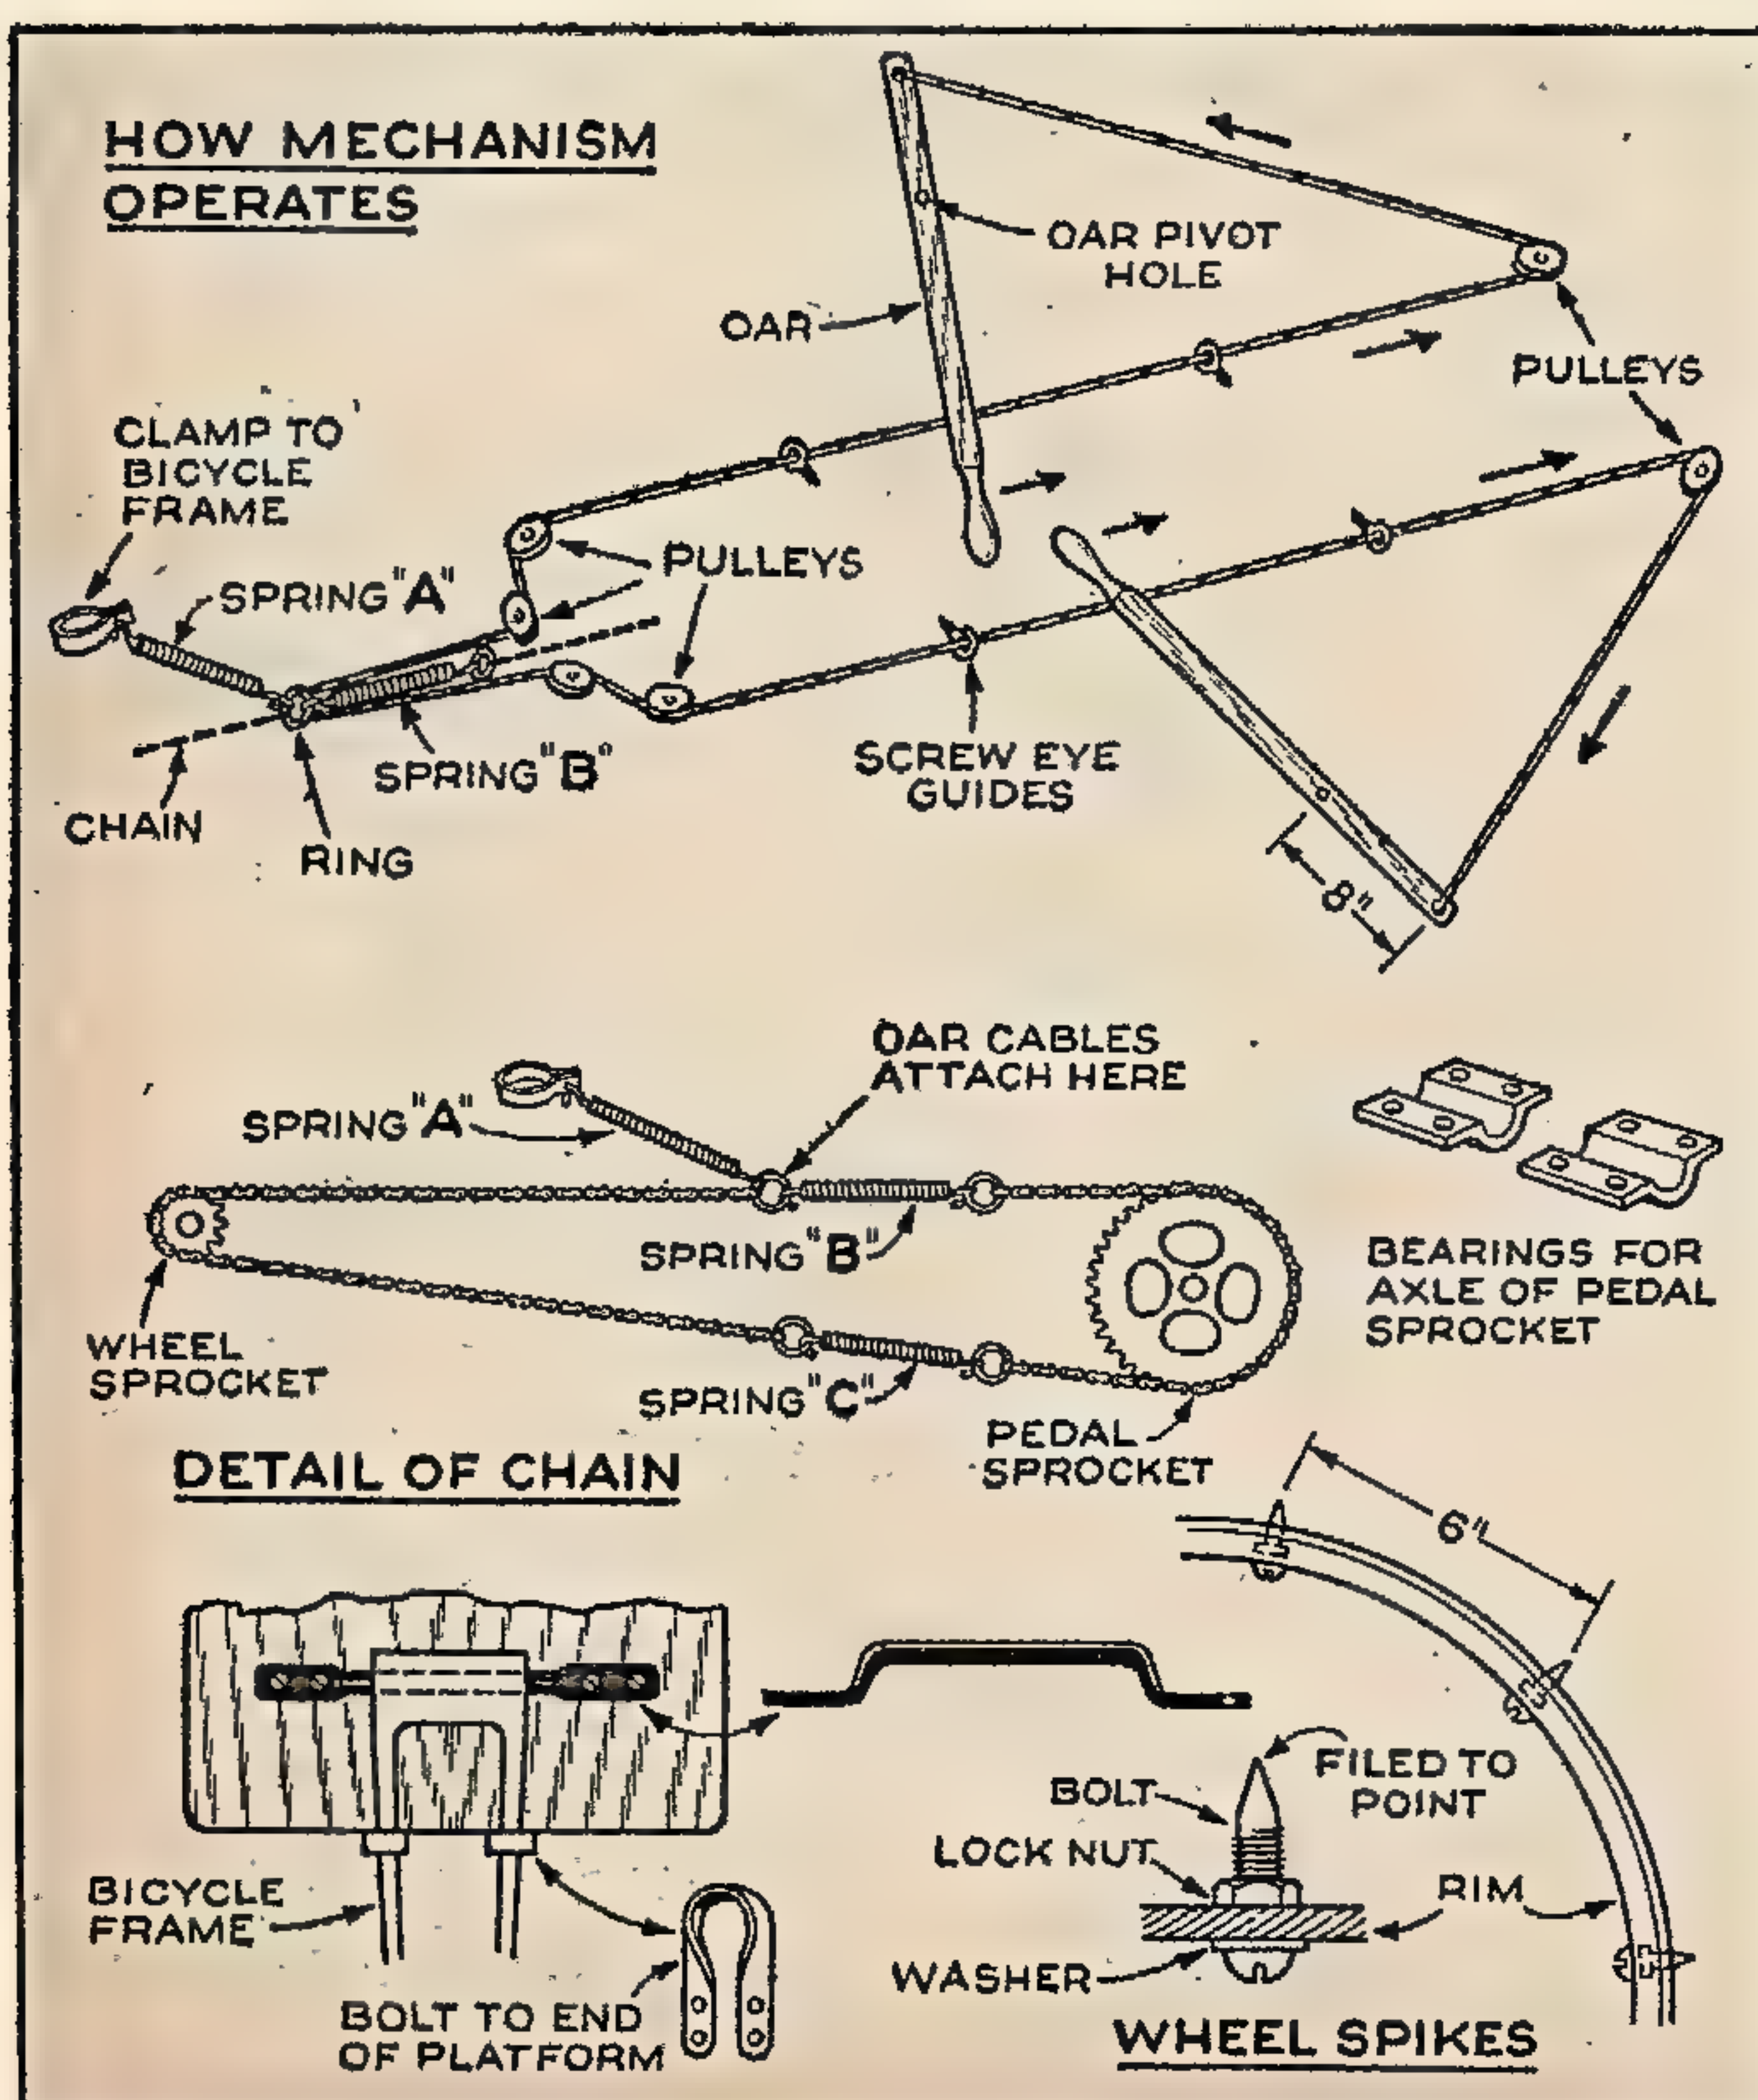 HOW MECHANISM
OPERATES
OAR PIVOT
HOLE
OAR
PULLEYS
CLAMP TO
BICYCLE
FRAME
SPRING "A"
PULLEYS
SPRING "B"
SCREW EYE
GUIDES
CHAIN
RING
8"
OAR CABLES
ATTACH HERE
SPRING "A"
SPRING "B"
BEARINGS FOR
AXLE OF PEDAL
SPROCKET
WHEEL
SPROCKET
SPRING "C"
PEDAL
SPROCKET
DETAIL OF CHAIN
6"
FILED TO
POINT
BOLT
LOCK NUT
RIM
BICYCLE
FRAME
WASHER
BOLT TO END
OF PLATFORM
WHEEL SPIKES